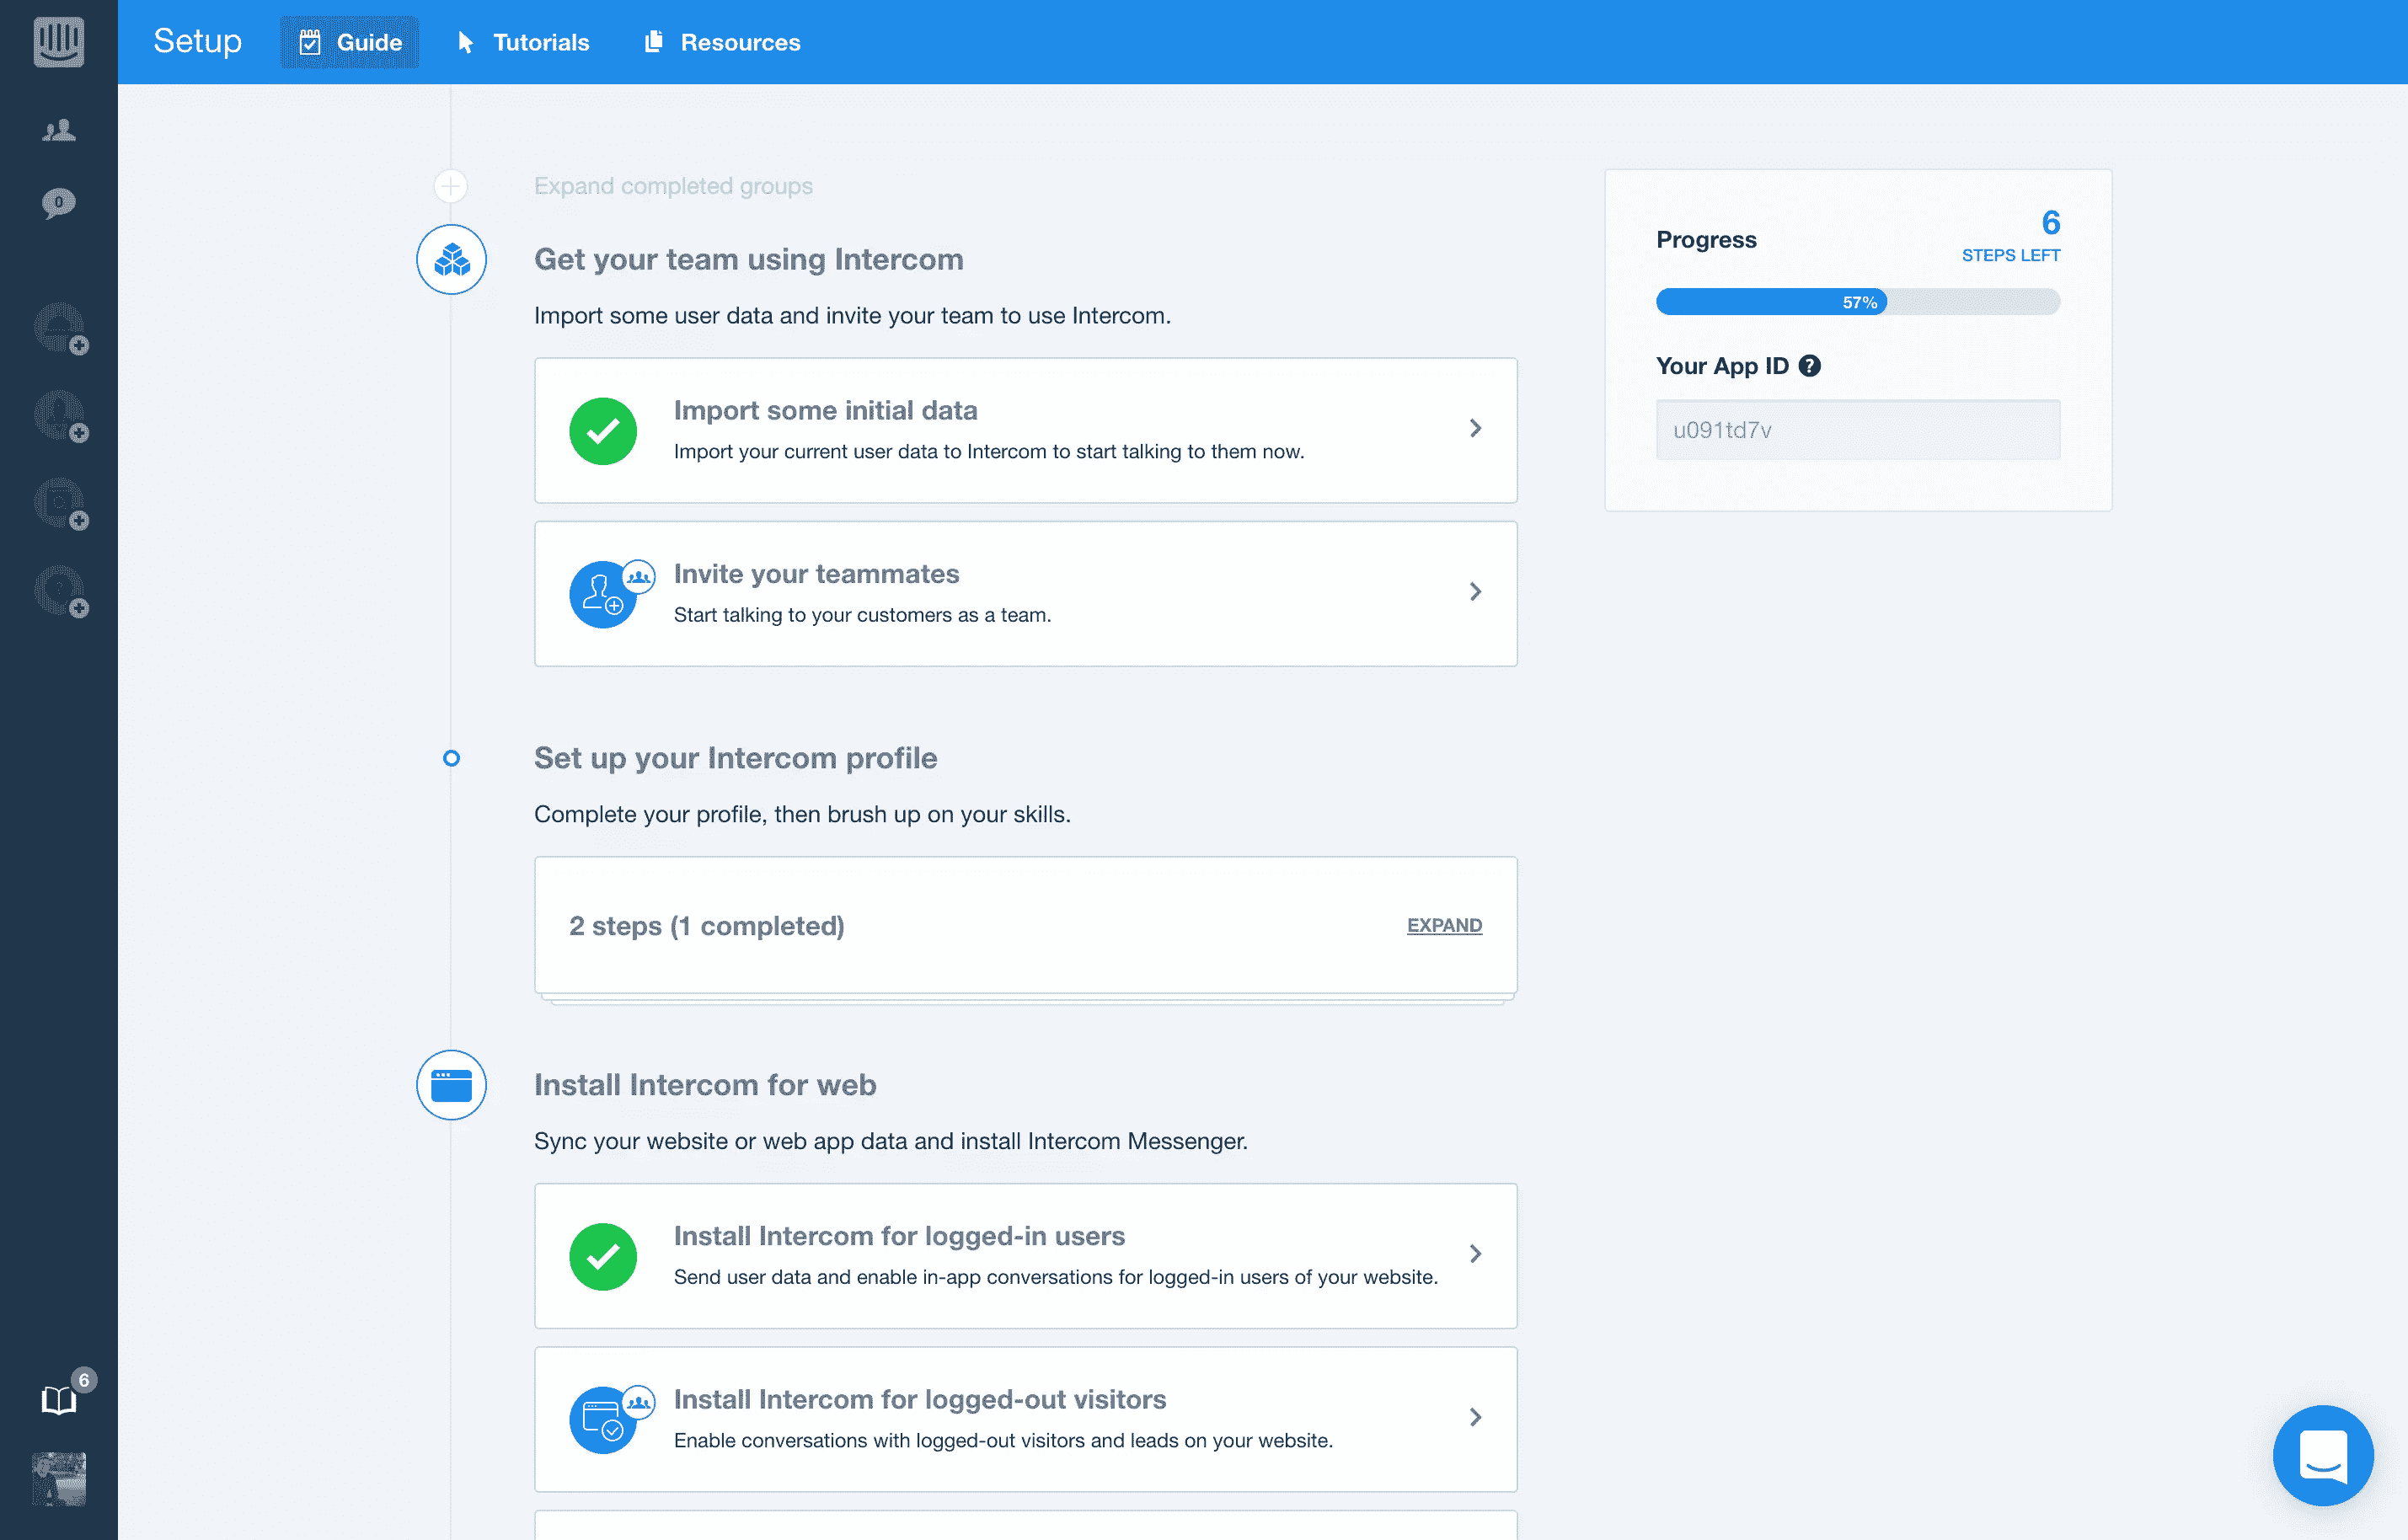 Setup
Guide
Tutorials
Resources
0
Expand completed groups
Get your team using Intercom
Import some user data and invite your team to use Intercom.
Import some initial data
Import your current user data to Intercom to start talking to them now.
Invite your teammates
Start talking to your customers as a team.
Set up your Intercom profile
Complete your profile, then brush up on your skills.
2 steps (1 completed)
EXPAND
Install Intercom for web
Sync your website or web app data and install Intercom Messenger.
Install Intercom for logged-in users
Send user data and enable in-app conversations for logged-in users of your website.
Install Intercom for logged-out visitors
Enable conversations with logged-out visitors and leads on your website.
Progress
6
STEPS LEFT
57%
Your App ID ?
u091td7v
6